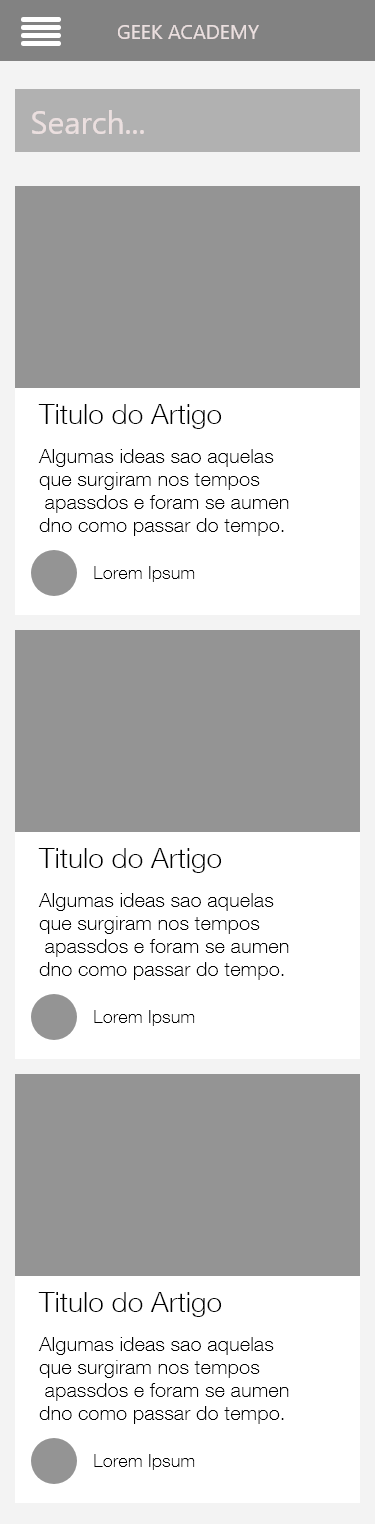 GEEK ACADEMY
Search...
Titulo do Artigo
Algumas ideas sao aquelas
que surgiram nos tempos
apassdos e foram se aumen
dno como passar do tempo.
Lorem Ipsum
Titulo do Artigo
Algumas ideas sao aquelas
que surgiram nos tempos
apassdos e foram se aumen
dno como passar do tempo.
Lorem Ipsum
Titulo do Artigo
Algumas ideas sao aquelas
que surgiram nos tempos
apassdos e foram se aumen
dno como passar do tempo.
Lorem Ipsum